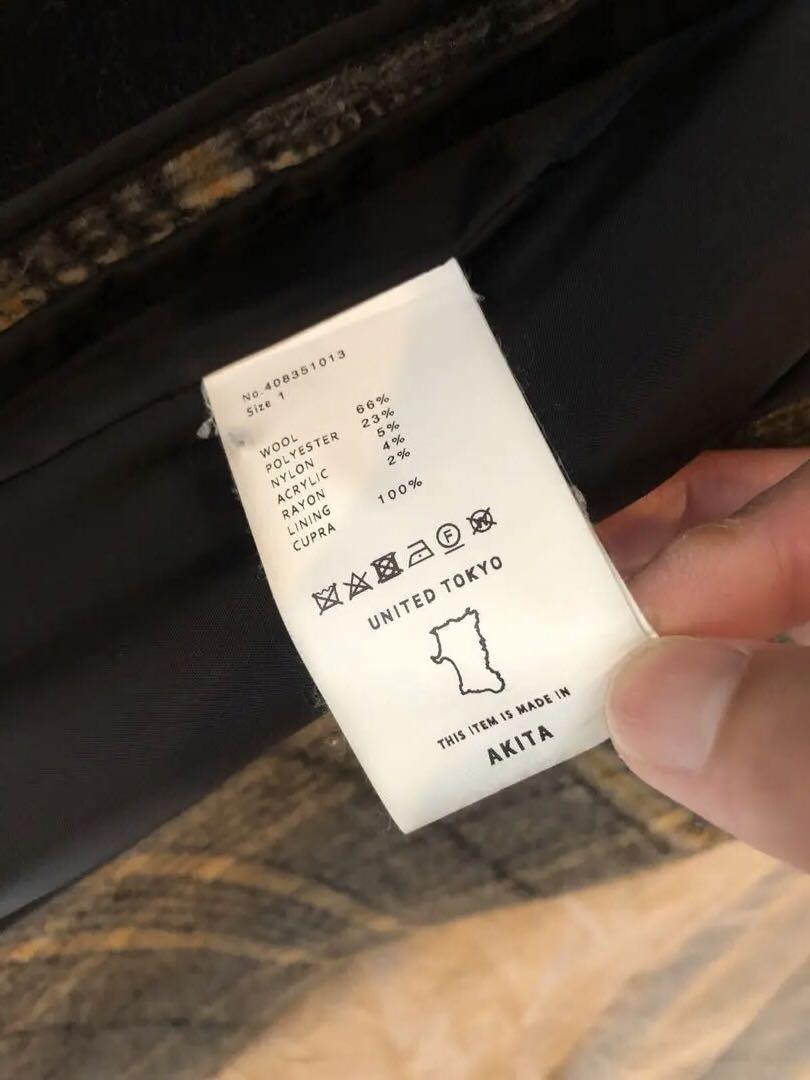 No.408351013
Size 1
WOOL 66%
POLYESTER 23%
NYLON 5%
ACRYLIC 4%
RAYON 2%
LINING
CUPRA 100%
F W
UNITED TOKYO
THIS ITEM IS MADE IN
AKITA